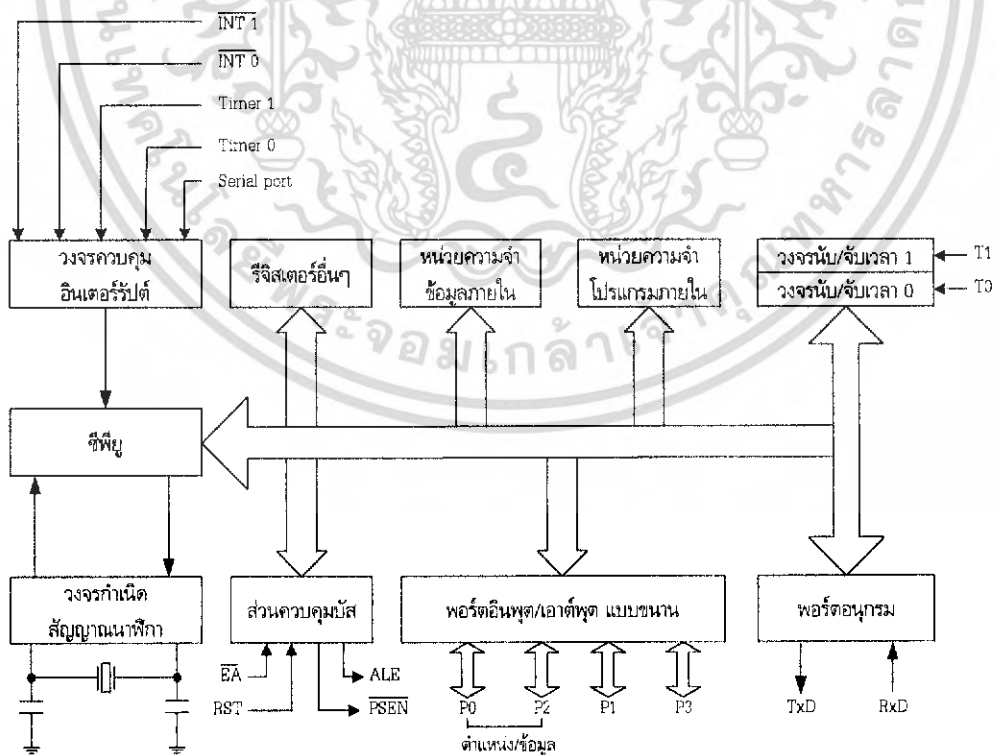 INT 1
INT 0
Timer 1
Timer 0
Serial port
วงจรควบคุม
อินเตอร์รัปต์
รีจิสเตอร์อื่นๆ
หน่วยความจำ
ข้อมูลภายใน
หน่วยความจำ
โปรแกรมภายใน
วงจรนับ/จับเวลา 1
T1
วงจรนับ/จับเวลา 0
T0
ซีพียู
วงจรกำเนิด
สัญญาณนาฬิกา
ส่วนควบคุมบัส
พอร์ตอินพุต/เอาต์พุต แบบขนาน
พอร์ตอนุกรม
EA
ALE
RST
PSEN
P0
P2
P1
P3
TxD
RxD
ตำแหน่ง/ข้อมูล